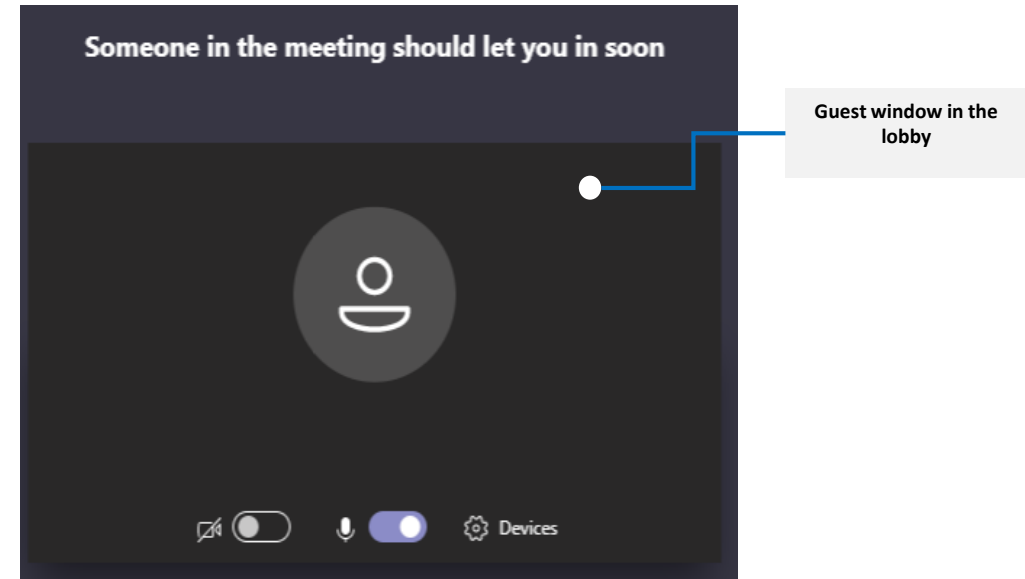 Someone in the meeting should let you in soon
Guest window in the
lobby
Devices